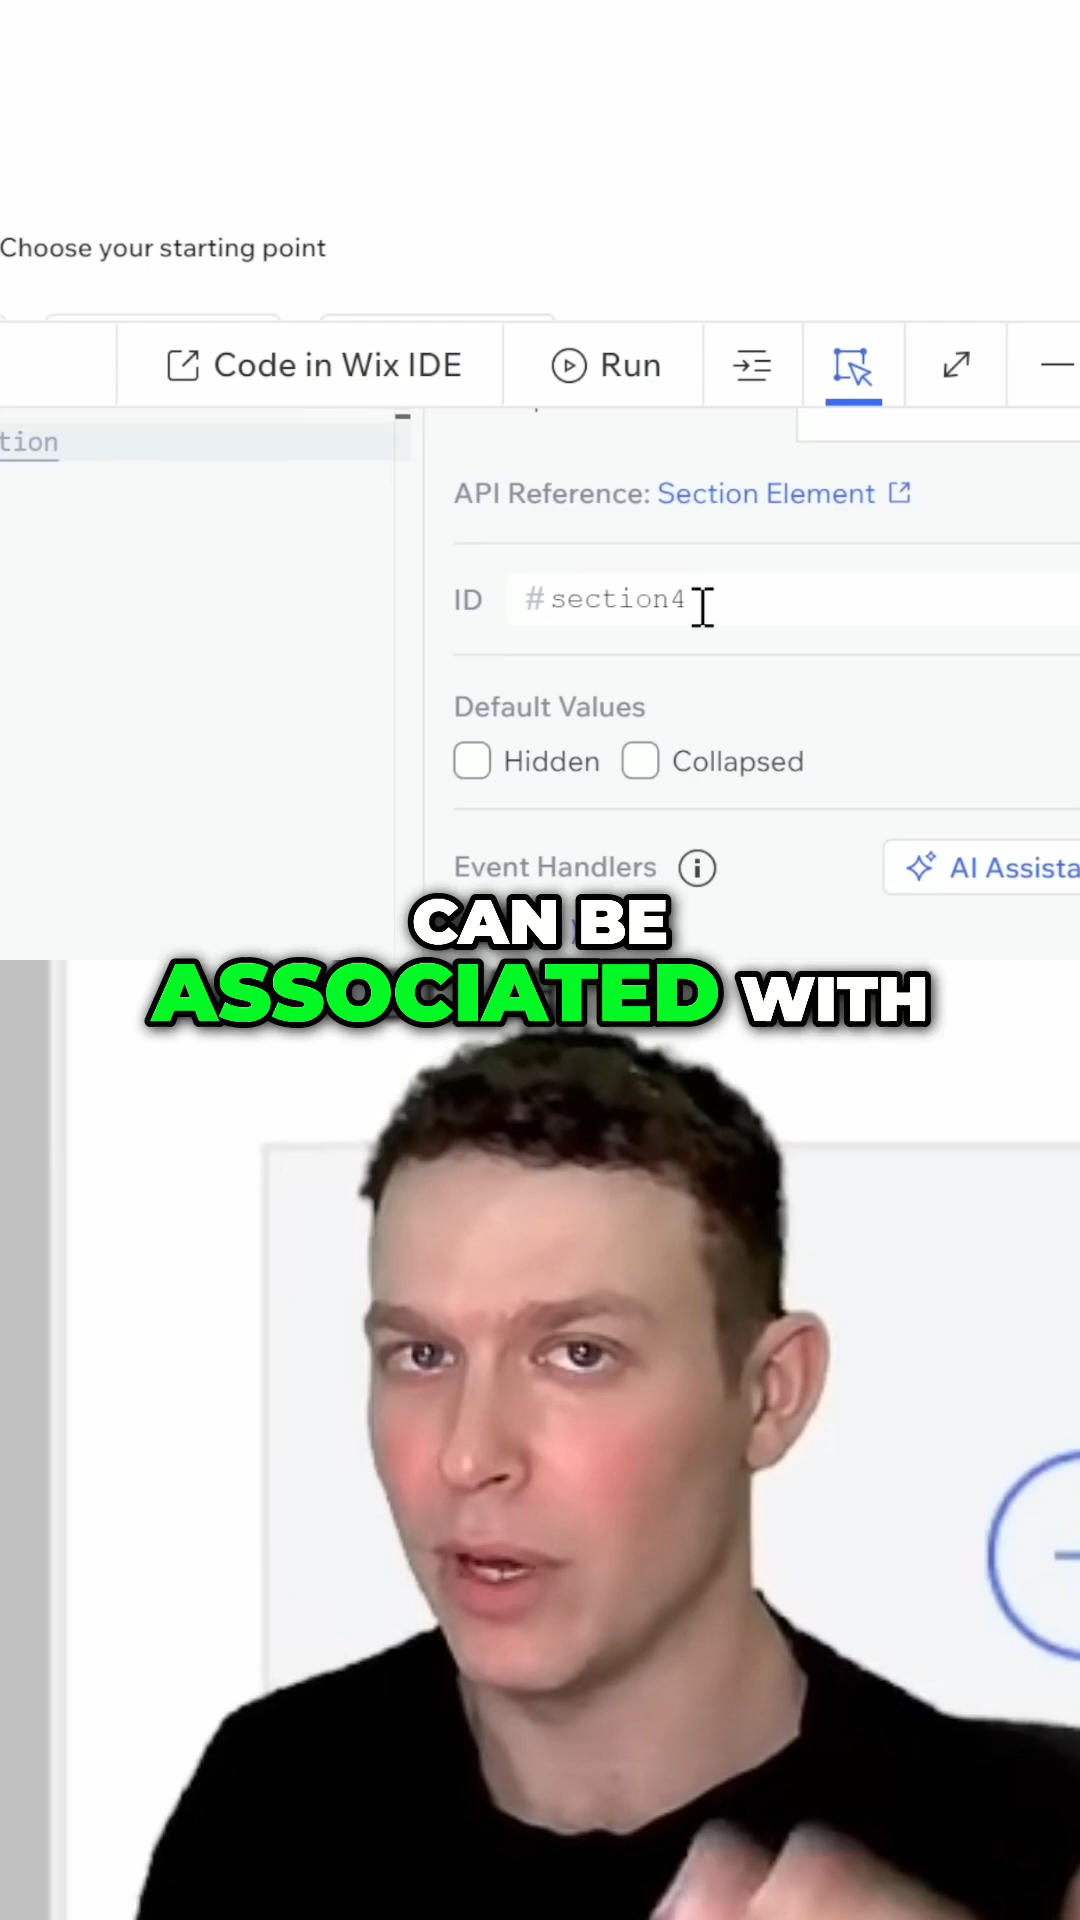 Choose your starting point
Code in Wix IDE
Run
tion
API Reference: Section Element
ID
#section4
Default Values
Hidden
Collapsed
Event Handlers
AI Assista
CAN BE
ASSOCIATED WITH